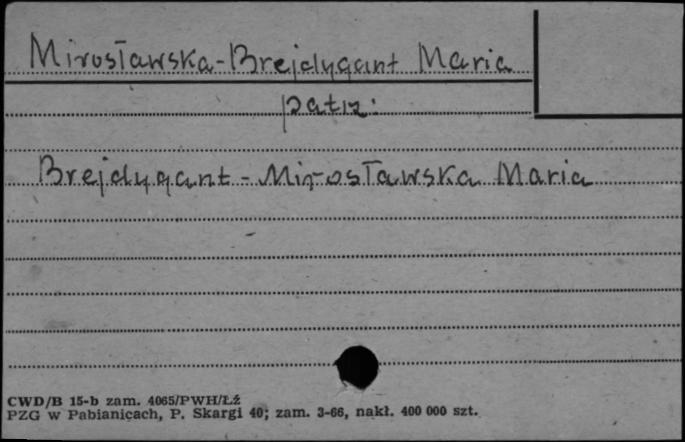 Mirosławska-Brejdygant Maria
patrz:
Brejdygant-Mirosławska Maria
CWD/B 15-b zam. 4065/PWH/Łź
PZG w Pabianicach, P. Skargi 40; zam. 3-66, nakł. 400 000 szt.